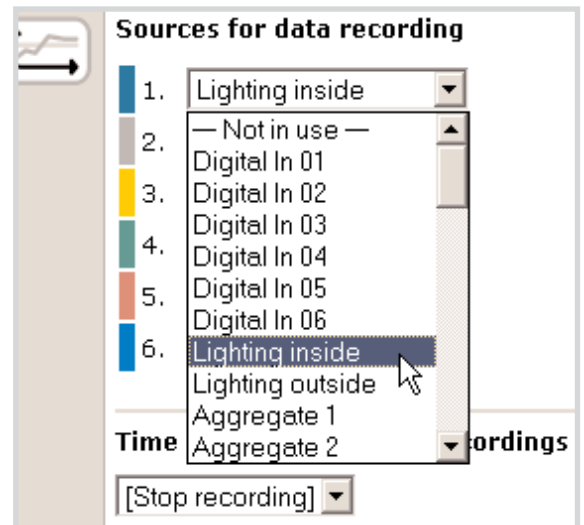 Sources for data recording
1. Lighting inside
— Not in use —
2.
Digital In 01
3. Digital In 02
Digital In 03
4. Digital In 04
5. Digital In 05
Digital In 06
6. Lighting inside
Lighting outside
Aggregate 1
Time Aggregate 2 cordings
[Stop recording]